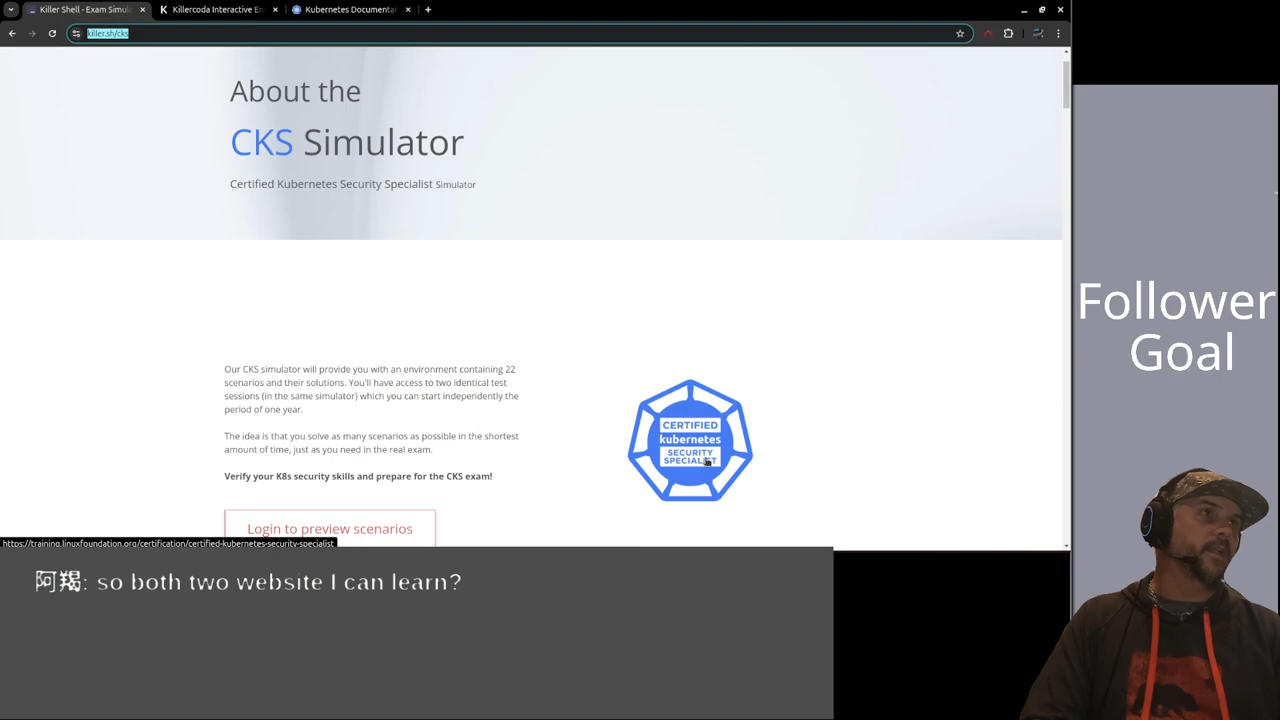 Killer Shell - Exam Simula
Killercoda Interactive En
Kubernetes Documenta
killer.sh/cks
About the
CKS Simulator
Certified Kubernetes Security Specialist Simulator
Our CKS simulator will provide you with an environment containing 22
scenarios and their solutions. You'll have access to two identical test
sessions (in the same simulator) which you can start independently the
period of one year.
The idea is that you solve as many scenarios as possible in the shortest
amount of time, just as you need in the real exam.
Verify your K8s security skills and prepare for the CKS exam!
Login to preview scenarios
CERTIFIED
kubernetes
SECURITY
SPECIALIST
https://training.linuxfoundation.org/certification/certified-kubernetes-security-specialist
Follower
Goal
阿羯: so both two website I can learn?